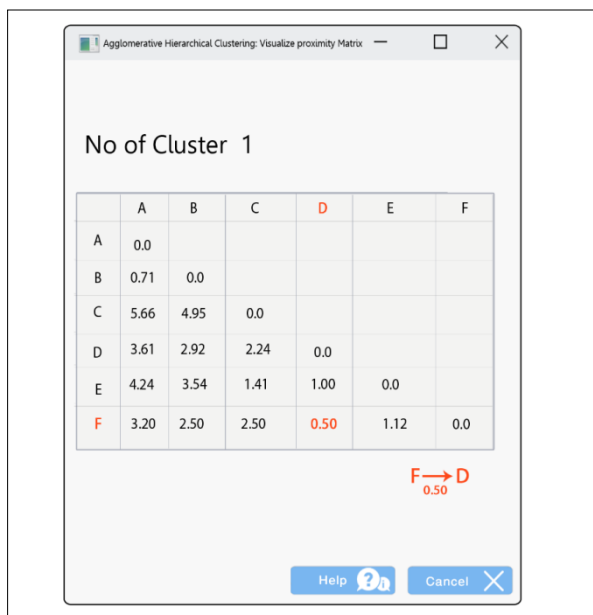 Agglomerative Hierarchical Clustering: Visualize proximity Matrix
No of Cluster 1
A B C D E F
A 0.0
B 0.71 0.0
C 5.66 4.95 0.0
D 3.61 2.92 2.24 0.0
E 4.24 3.54 1.41 1.00 0.0
F 3.20 2.50 2.50 0.50 1.12 0.0
F → D
0.50
Help
Cancel